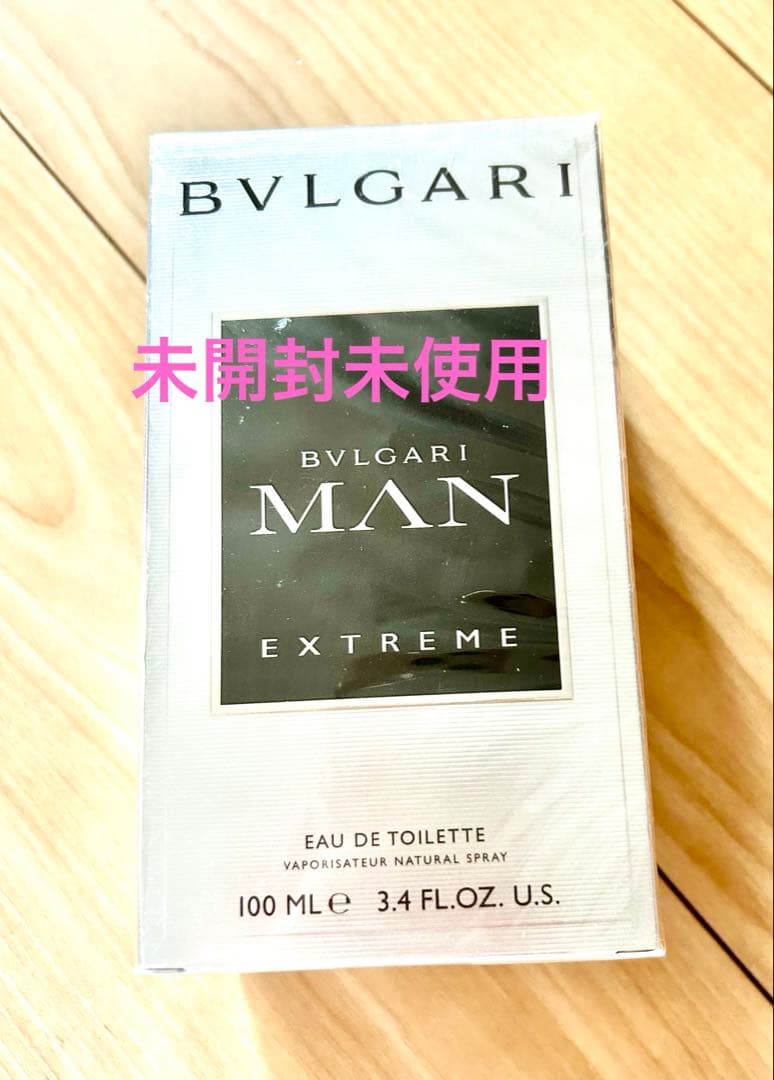 BVLGARI
未開封未使用
BVLGARI
MAN
EXTREME
EAU DE TOILETTE
VAPORISATEUR NATURAL SPRAY
100 ML℮ 3.4 FL.OZ. U.S.